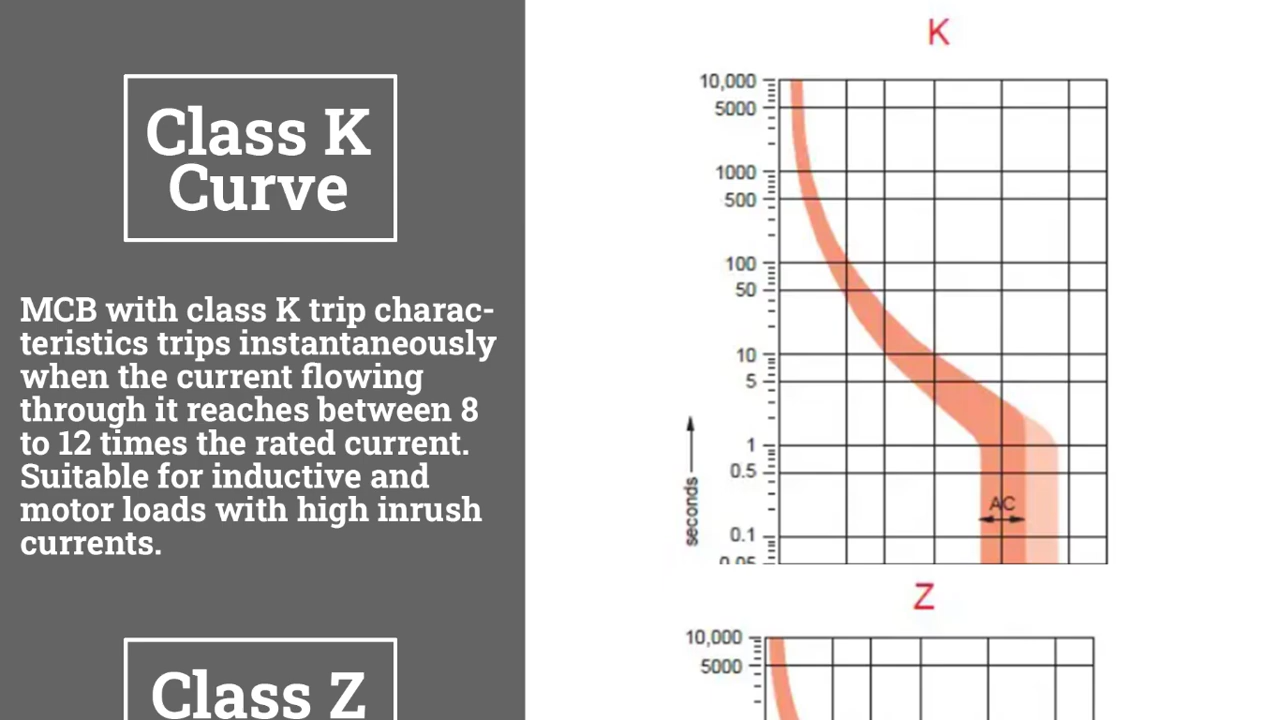 Class K
Curve
MCB with class K trip charac-
teristics trips instantaneously
when the current flowing
through it reaches between 8
to 12 times the rated current.
Suitable for inductive and
motor loads with high inrush
currents.
K
10,000
5000
1000
500
100
50
10
5
1
0.5
0.1
0.05
seconds
AC
Class Z
Z
10,000
5000